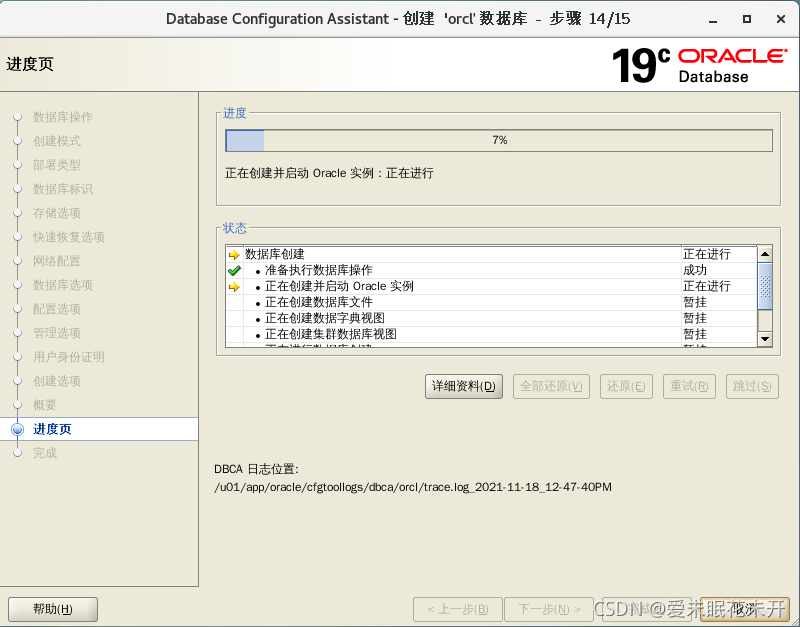 Database Configuration Assistant - 创建 'orcl' 数据库 - 步骤 14/15
进度页
19c ORACLE
Database
数据库操作
创建模式
部署类型
数据库标识
存储选项
快速恢复选项
网络配置
数据库选项
配置选项
管理选项
用户身份证明
创建选项
概要
进度页
完成
进度
7%
正在创建并启动 Oracle 实例：正在进行
状态
数据库创建 正在进行
• 准备执行数据库操作 成功
• 正在创建并启动 Oracle 实例 正在进行
• 正在创建数据库文件 暂挂
• 正在创建数据字典视图 暂挂
• 正在创建集群数据库视图 暂挂
详细资料(D) 全部还原(V) 还原(E) 重试(R) 跳过(S)
DBCA 日志位置:
/u01/app/oracle/cfgtoollogs/dbca/orcl/trace.log_2021-11-18_12-47-40PM
帮助(H) < 上一步(B) 下一步(N) > 取消
CSDN @爱未眠花未开